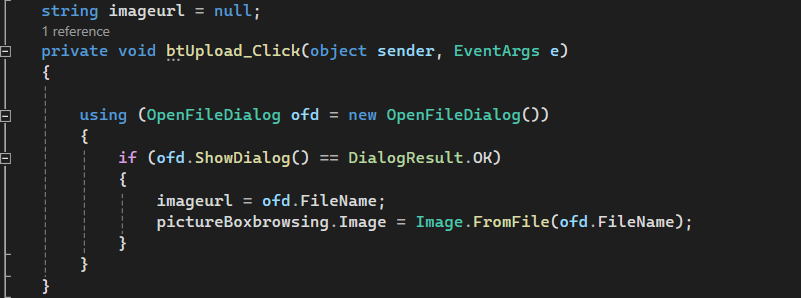 string imageurl = null;
1 reference
private void btUpload_Click(object sender, EventArgs e)
{
using (OpenFileDialog ofd = new OpenFileDialog())
{
if (ofd.ShowDialog() == DialogResult.OK)
{
imageurl = ofd.FileName;
pictureBoxbrowsing.Image = Image.FromFile(ofd.FileName);
}
}
}